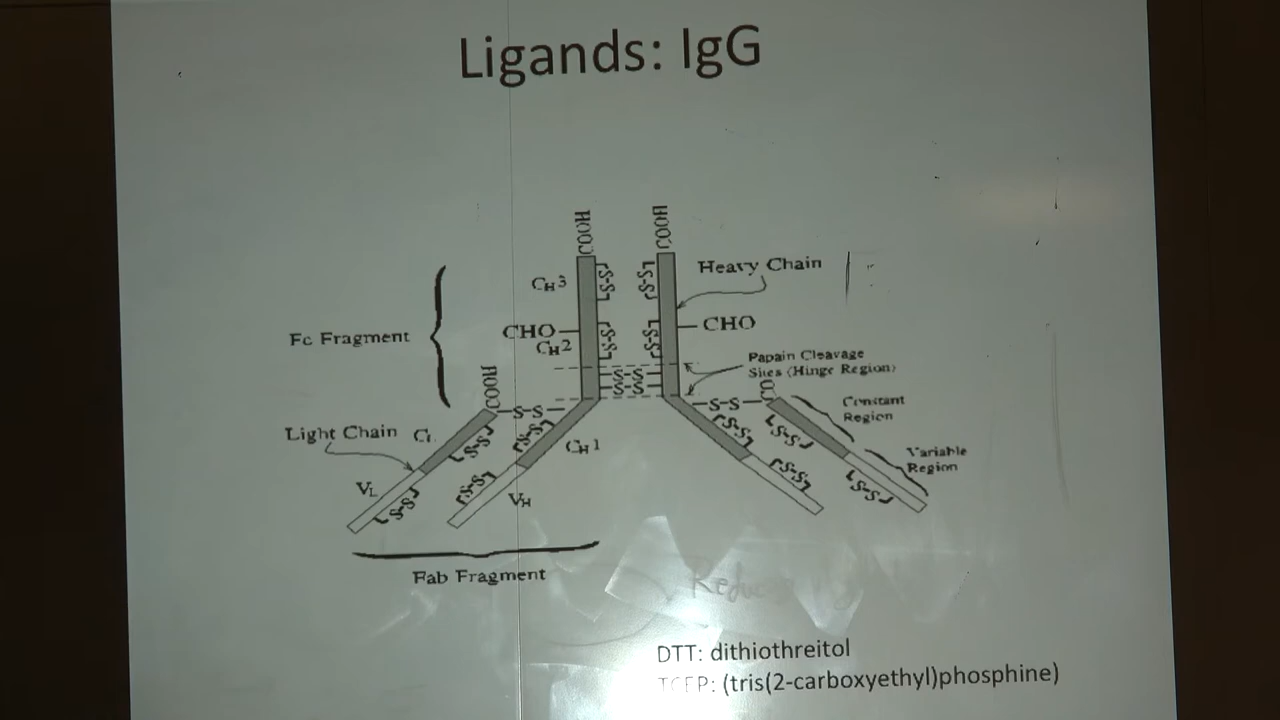 Ligands: IgG
COOH
COOH
Heavy Chain
S-S
S-S
CH3
CHO
CHO
CH2
S-S
S-S
Fc Fragment
Papain Cleavage
Sites (Hinge Region)
S-S
S-S
COOH
Constant
Region
S-S
S-S
Light Chain
S-S
S-S
S-S
S-S
CH1
Variable
Region
VL
VH
S-S
S-S
S-S
S-S
Fab Fragment
DTT: dithiothreitol
TCEP: (tris(2-carboxyethyl)phosphine)